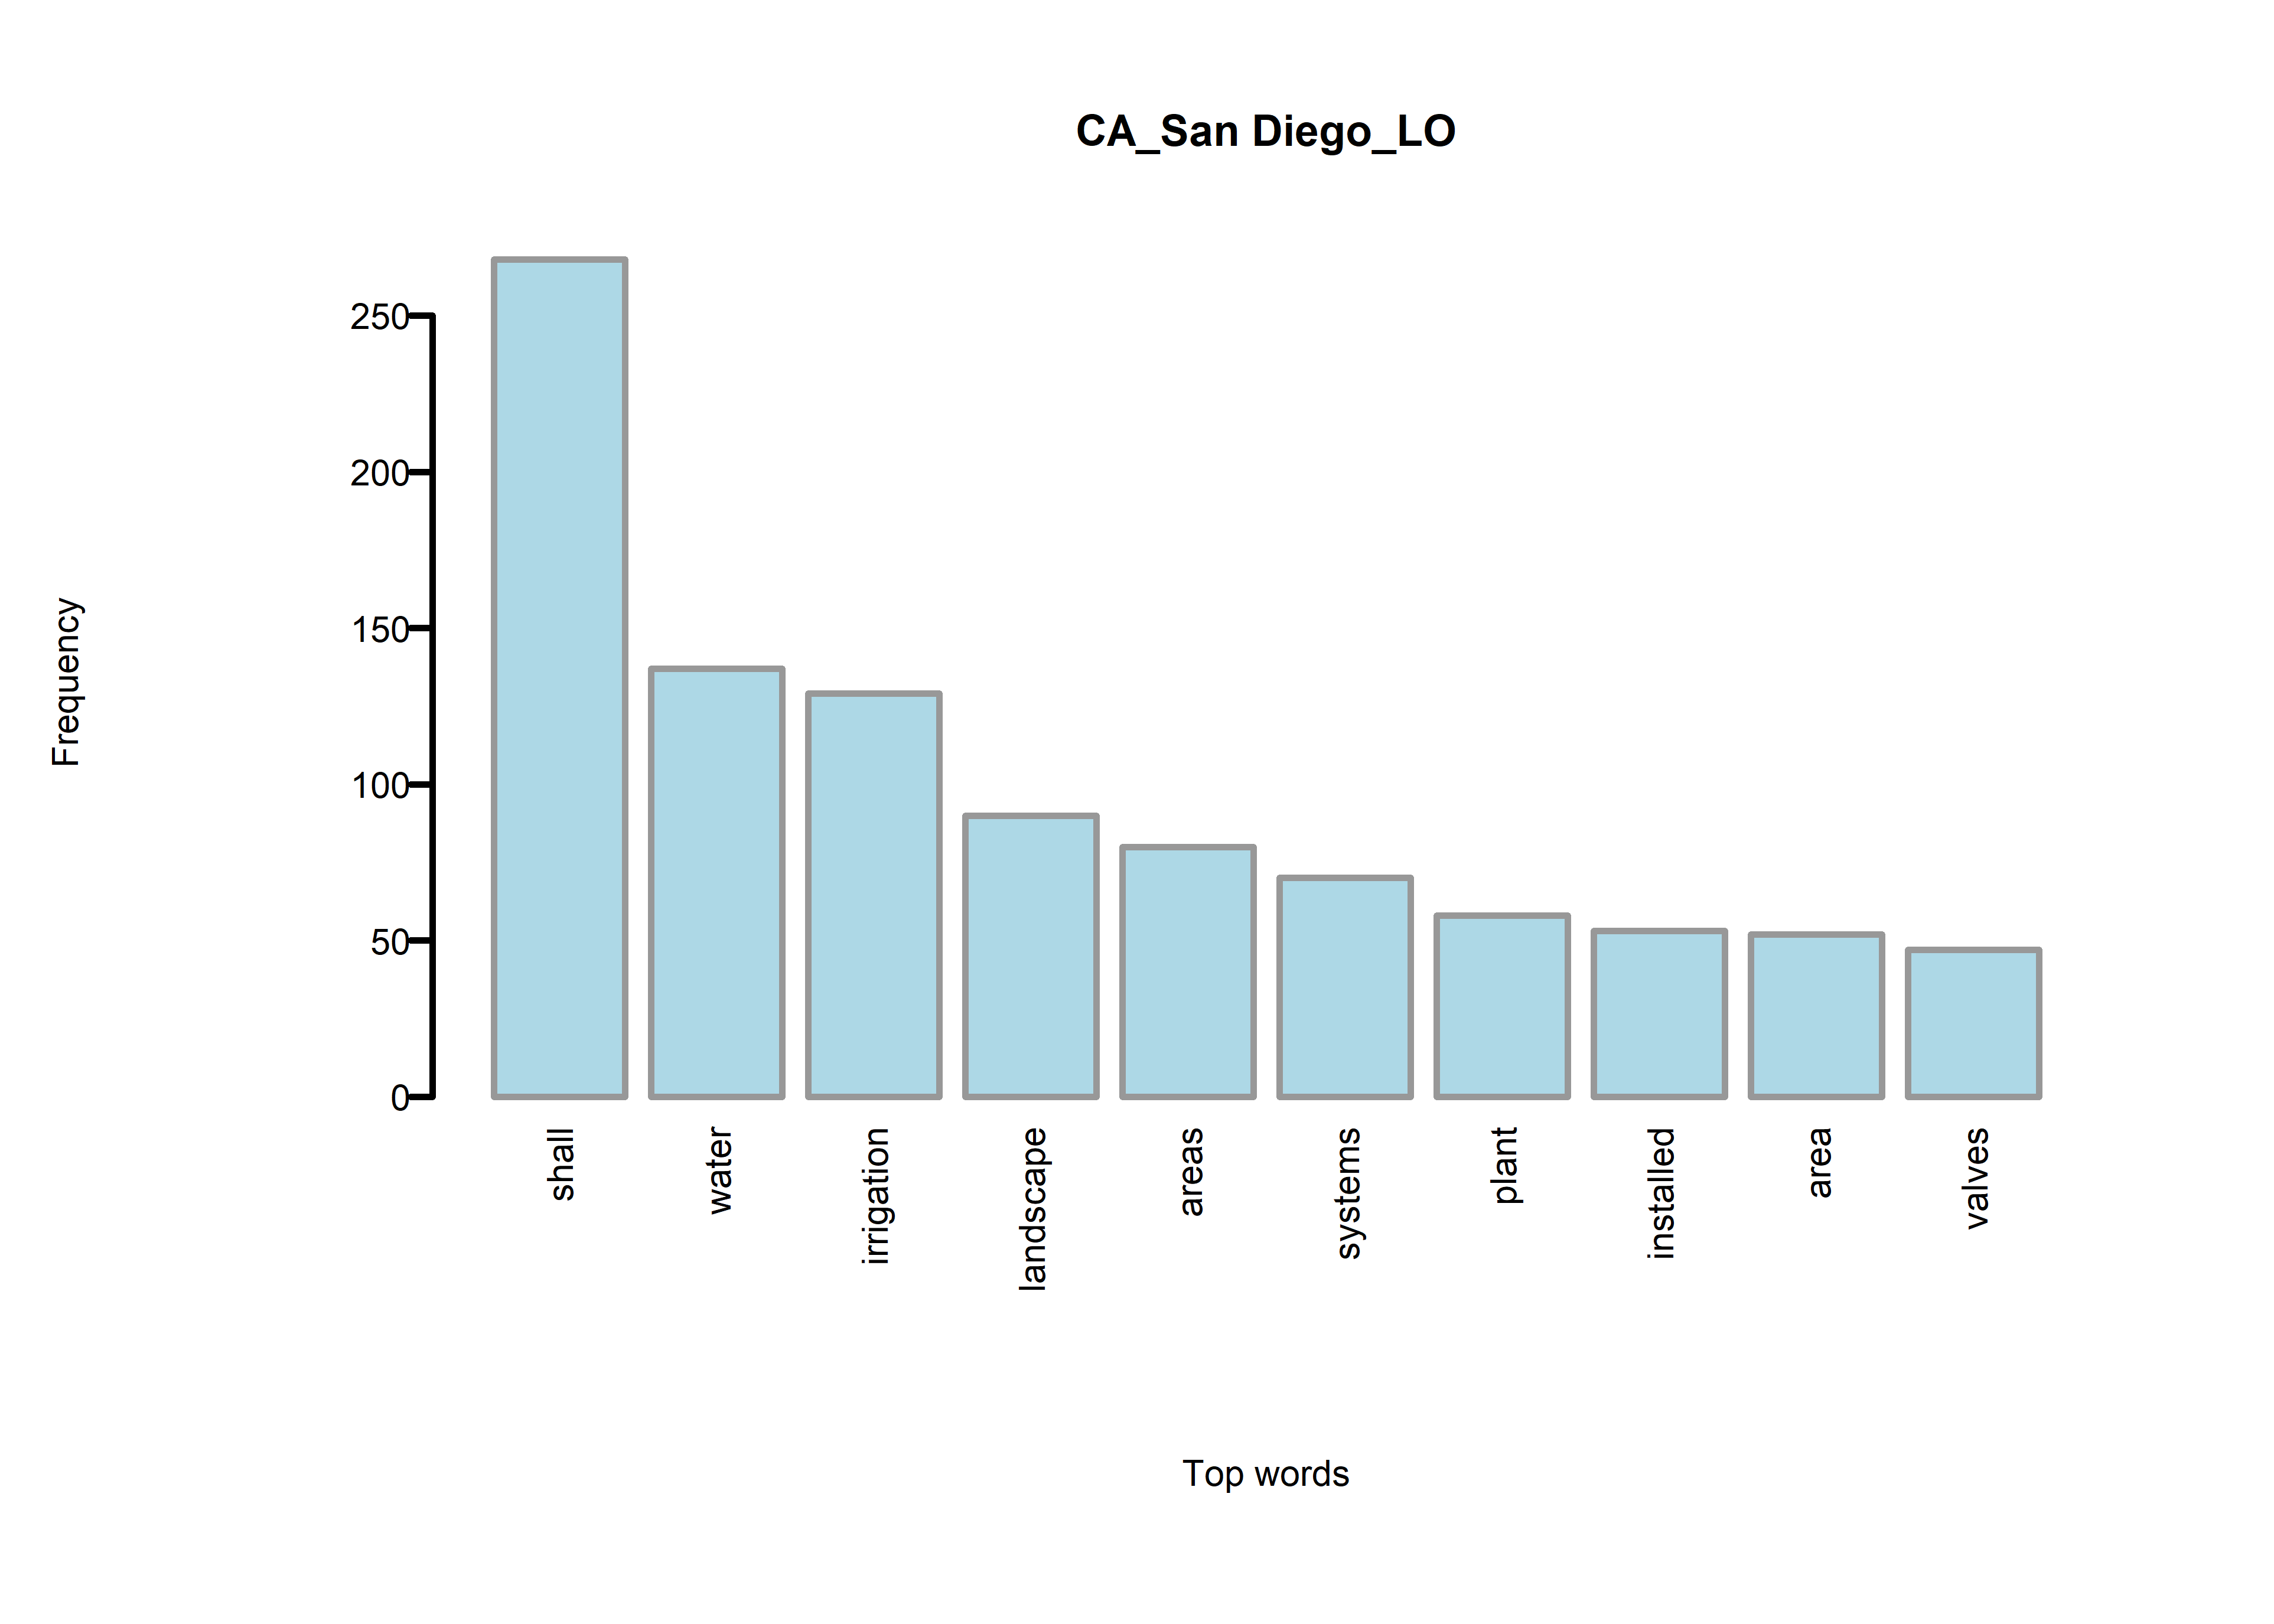 CA_San Diego_LO
Frequency
250
200
150
100
50
0
shall
water
irrigation
landscape
areas
systems
plant
installed
area
valves
Top words